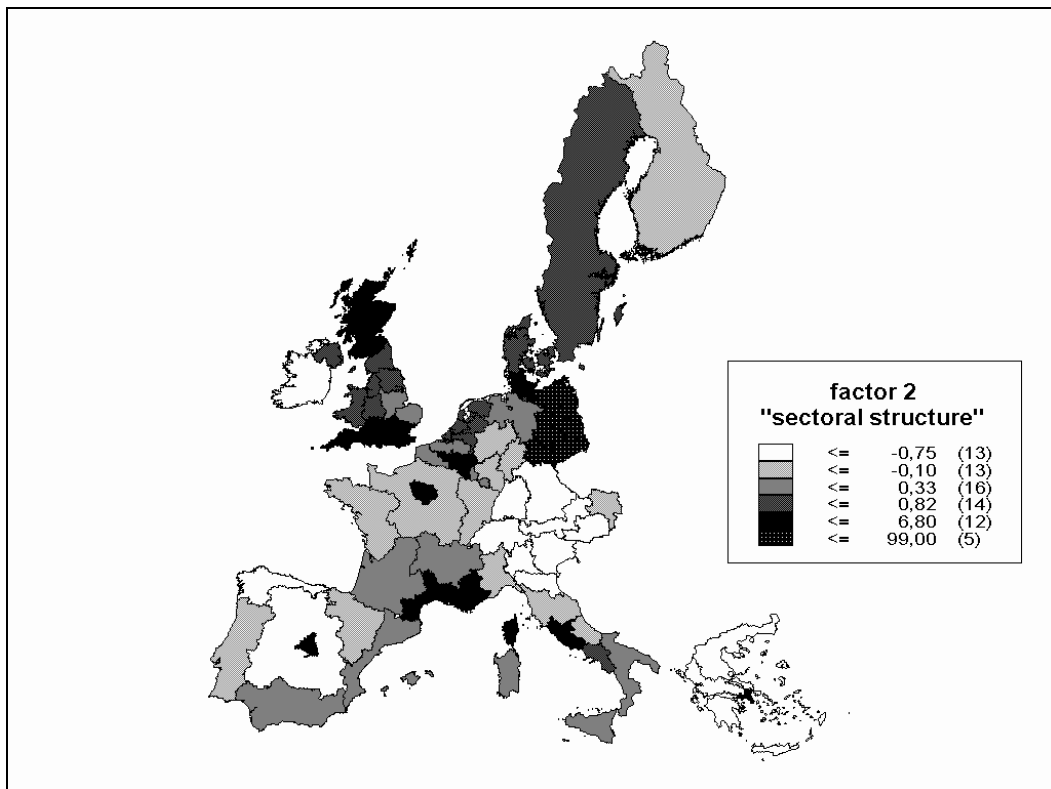 factor 2
"sectoral structure"
<= -0,75 (13)
<= -0,10 (13)
<= 0,33 (16)
<= 0,82 (14)
<= 6,80 (12)
<= 99,00 (5)